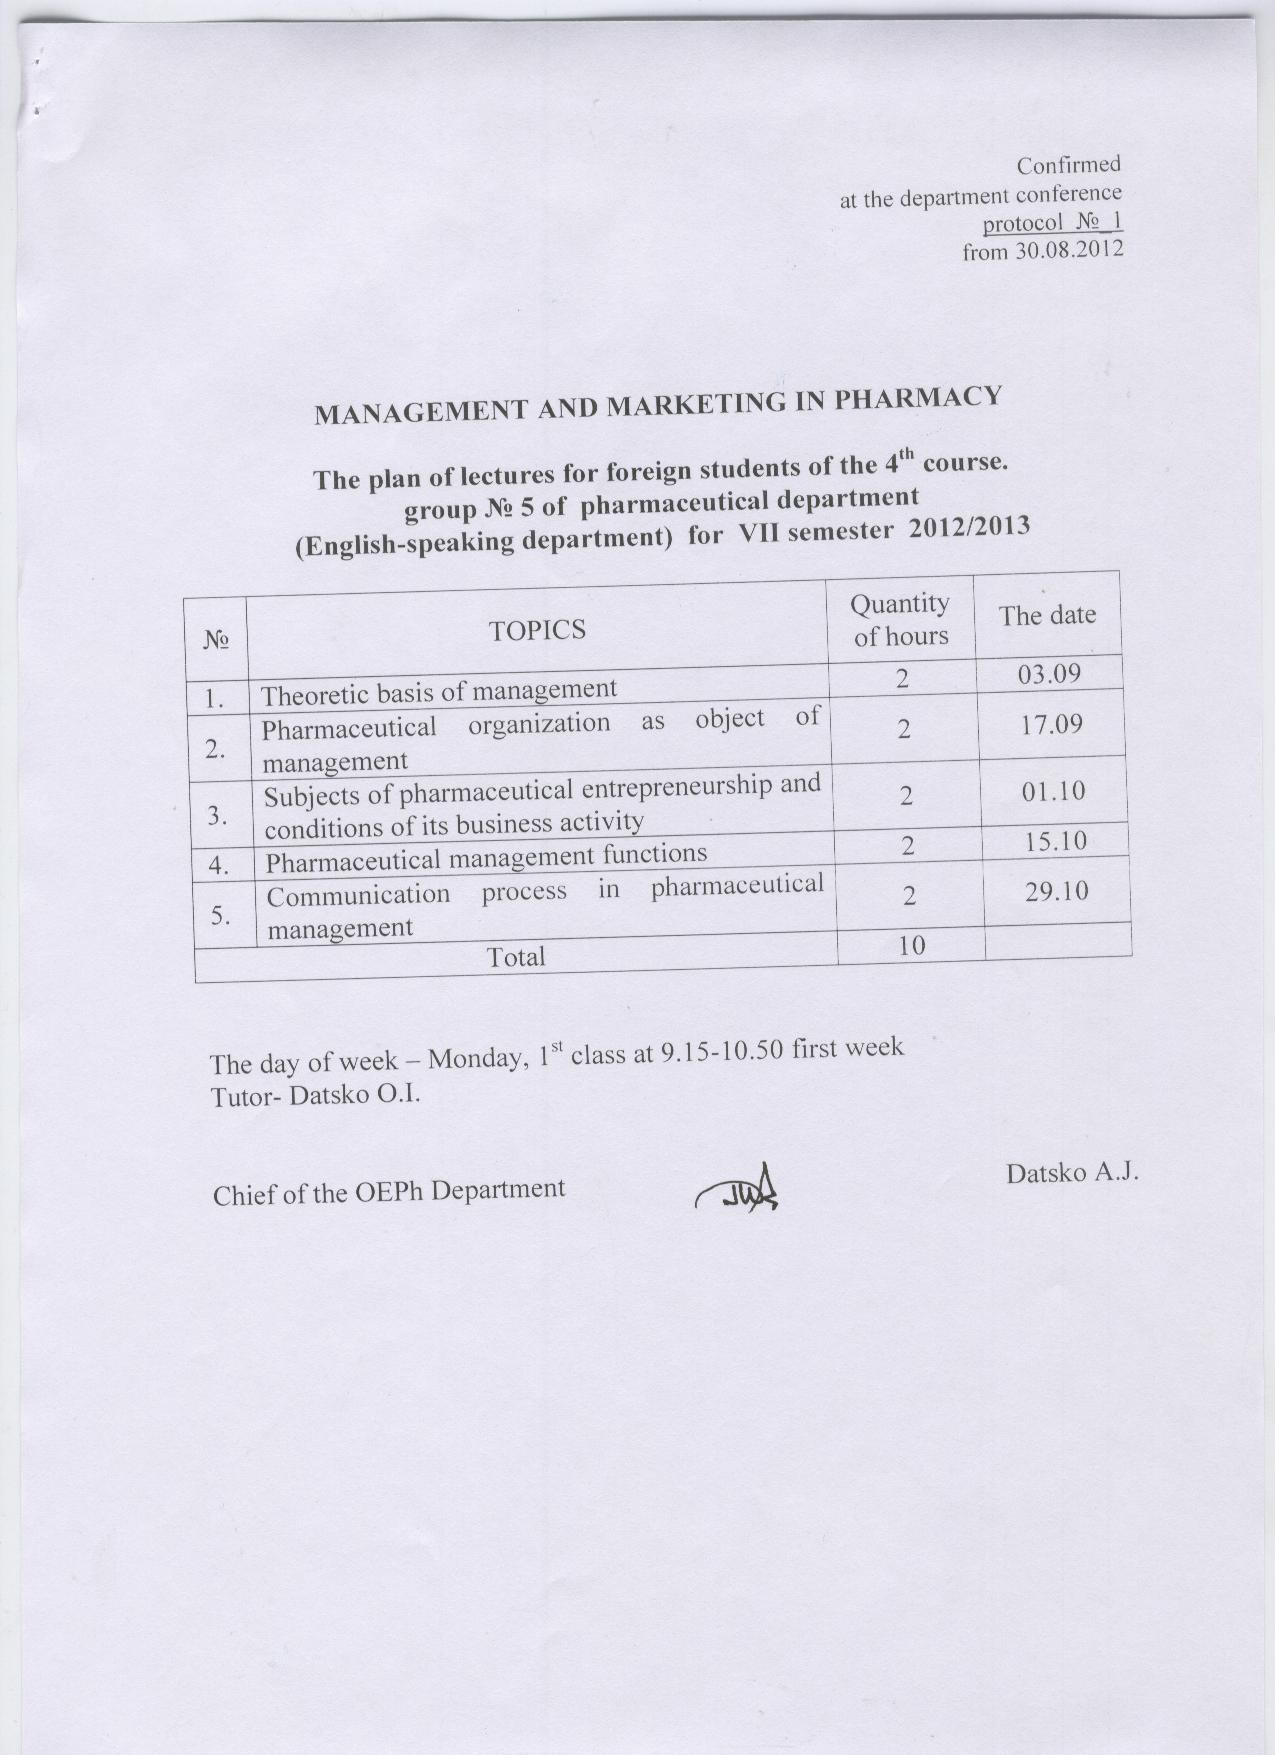 Confirmed
at the department conference
protocol № 1
from 30.08.2012
MANAGEMENT AND MARKETING IN PHARMACY
The plan of lectures for foreign students of the 4th course.
group № 5 of pharmaceutical department
(English-speaking department) for VII semester 2012/2013
№ TOPICS Quantity of hours The date
1. Theoretic basis of management 2 03.09
2. Pharmaceutical organization as object of
management 2 17.09
3. Subjects of pharmaceutical entrepreneurship and
conditions of its business activity 2 01.10
4. Pharmaceutical management functions 2 15.10
5. Communication process in pharmaceutical
management 2 29.10
Total 10
The day of week – Monday, 1st class at 9.15-10.50 first week
Tutor- Datsko O.I.
Chief of the OEPh Department Datsko A.J.